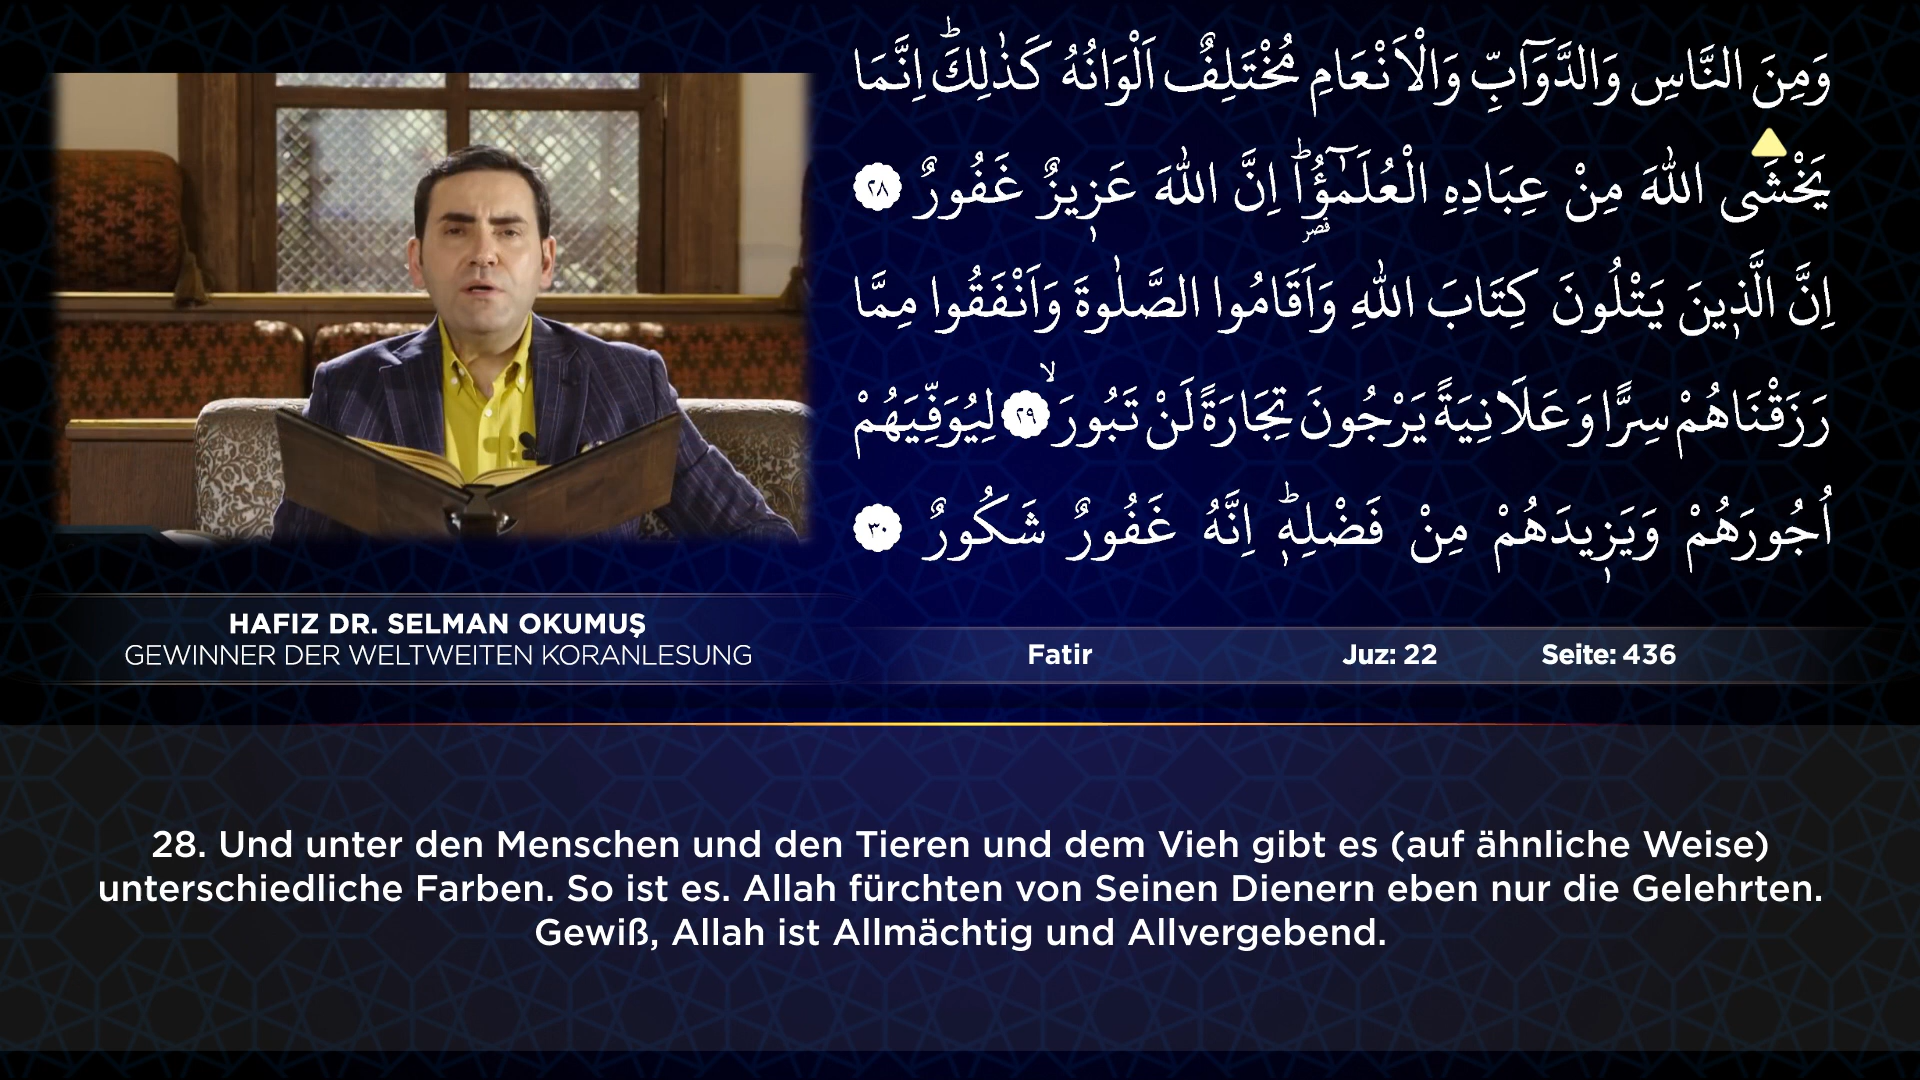 وَمِنَ النَّاسِ وَالدَّوَٓابِّ وَالْاَنْعَامِ مُخْتَلِفٌ اَلْوَانُهُ كَذٰلِكَۜ اِنَّمَا
يَخْشَى اللّٰهَ مِنْ عِبَادِهِ الْعُلَمٰٓؤُ۬اۜ اِنَّ اللّٰهَ عَزٖيزٌ غَفُورٌ ٢٨
قصر
اِنَّ الَّذٖينَ يَتْلُونَ كِتَابَ اللّٰهِ وَاَقَامُوا الصَّلٰوةَ وَاَنْفَقُوا مِمَّا
رَزَقْنَاهُمْ سِرًّا وَعَلَانِيَةً يَرْجُونَ تِجَارَةً لَنْ تَبُورَۙ ٢٩ لِيُوَفِّيَهُمْ
اُجُورَهُمْ وَيَزٖيدَهُمْ مِنْ فَضْلِهٖۜ اِنَّهُ غَفُورٌ شَكُورٌ ٣٠
HAFIZ DR. SELMAN OKUMUŞ
GEWINNER DER WELTWEITEN KORANLESUNG
Fatir Juz: 22 Seite: 436
28. Und unter den Menschen und den Tieren und dem Vieh gibt es (auf ähnliche Weise)
unterschiedliche Farben. So ist es. Allah fürchten von Seinen Dienern eben nur die Gelehrten.
Gewiß, Allah ist Allmächtig und Allvergebend.